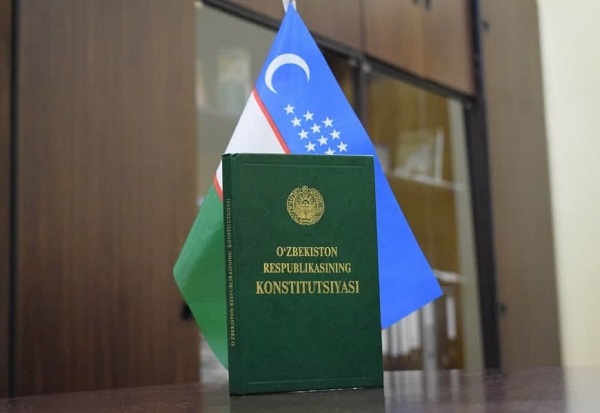 O‘ZBEKISTON
RESPUBLIKASINING
KONSTITUTSIYASI
O‘ZBEKISTON RESPUBLIKASINING KONSTITUTSIYASI